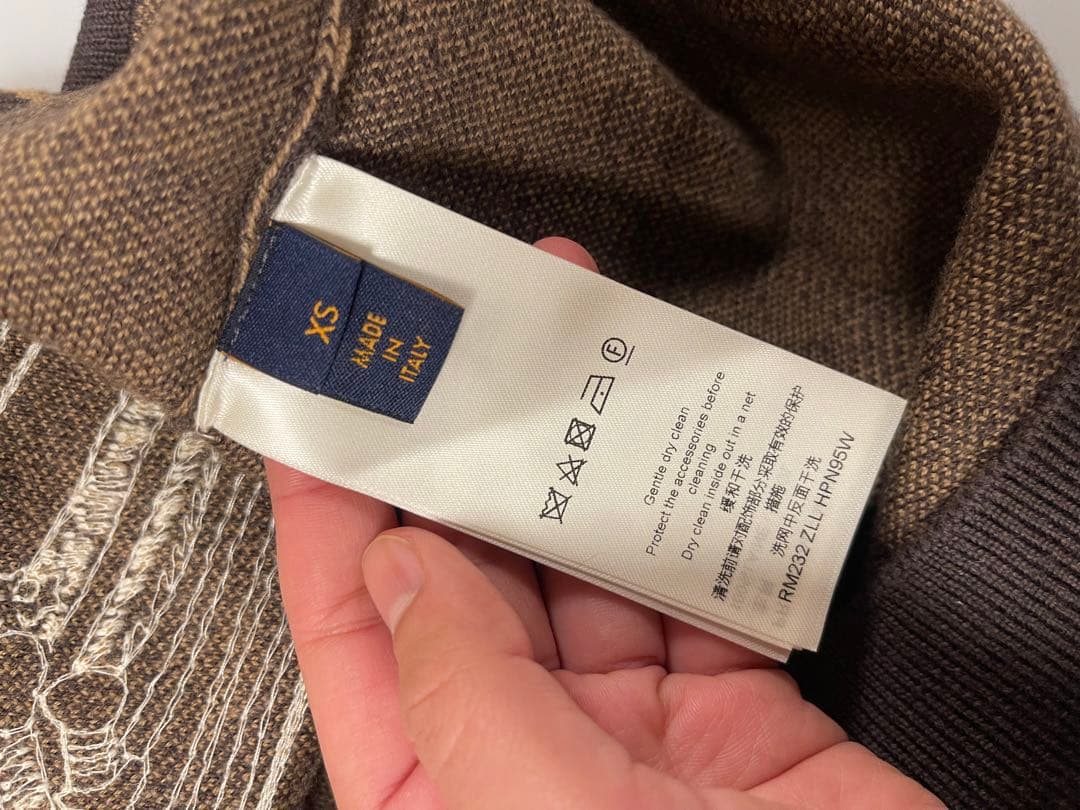 XS
MADE
IN
ITALY
F
Gentle dry clean
Protect the accessories before
cleaning
Dry clean inside out in a net
缓和干洗
清洗前请对配饰部分采取有效的保护
措施
洗网中反面干洗
RM232 ZLL HPN95W